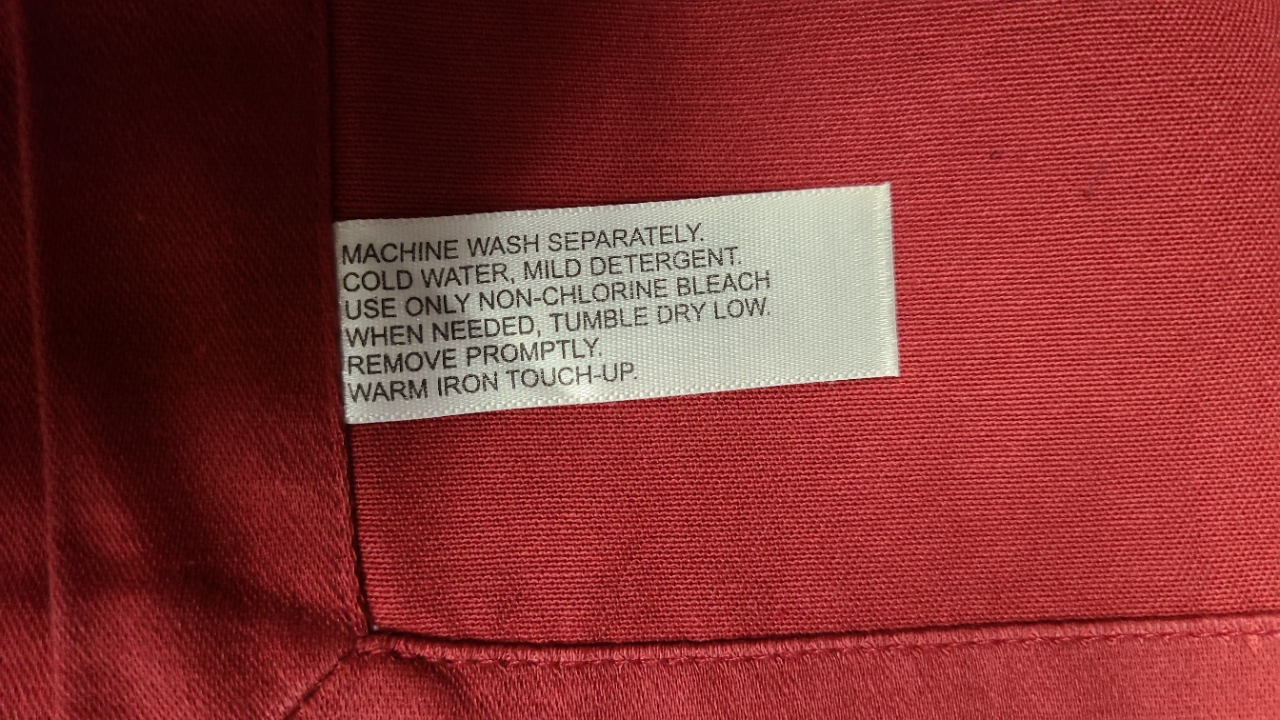 MACHINE WASH SEPARATELY.
COLD WATER, MILD DETERGENT.
USE ONLY NON-CHLORINE BLEACH
WHEN NEEDED, TUMBLE DRY LOW.
REMOVE PROMPTLY.
WARM IRON TOUCH-UP.